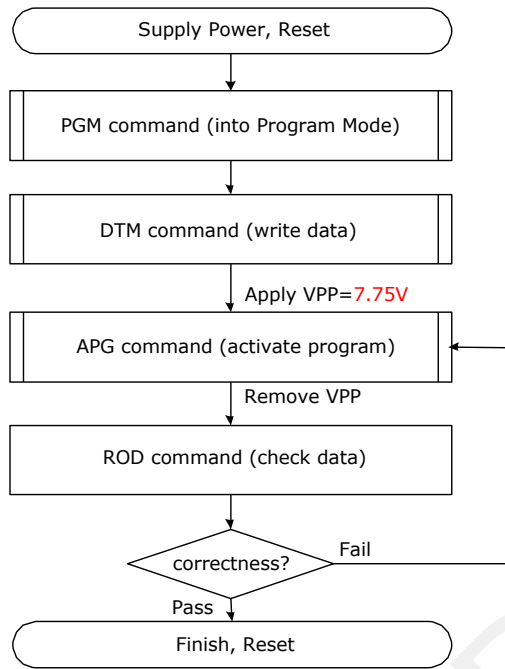 Supply Power, Reset
PGM command (into Program Mode)
DTM command (write data)
Apply VPP=7.75V
APG command (activate program)
Remove VPP
ROD command (check data)
correctness?
Fail
Pass
Finish, Reset